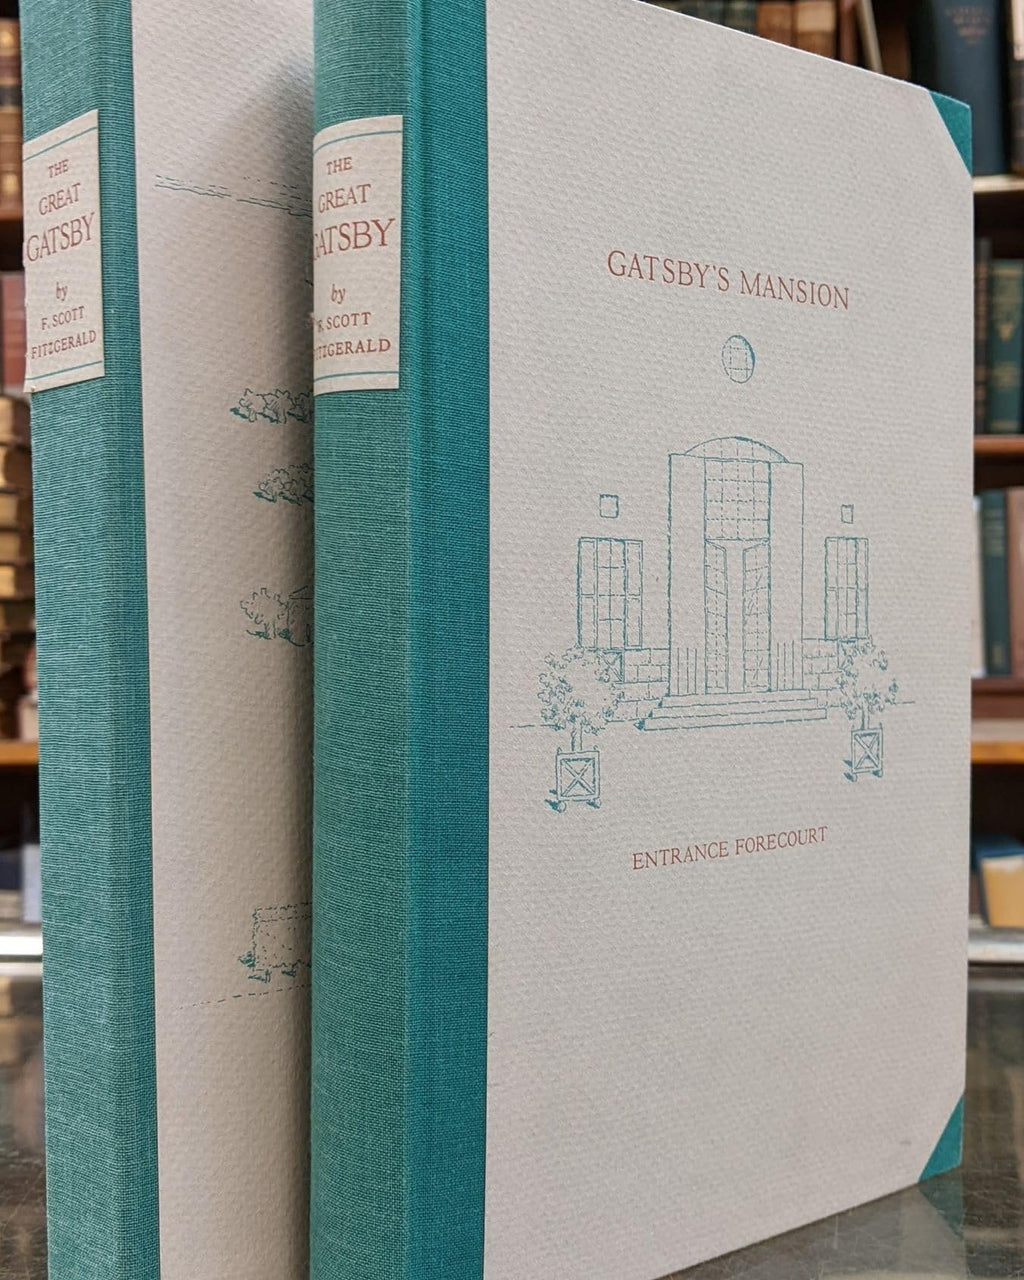 THE
GREAT
GATSBY
by
F. SCOTT
FITZGERALD
THE
GREAT
GATSBY
by
F. SCOTT
FITZGERALD
GATSBY'S MANSION
ENTRANCE FORECOURT